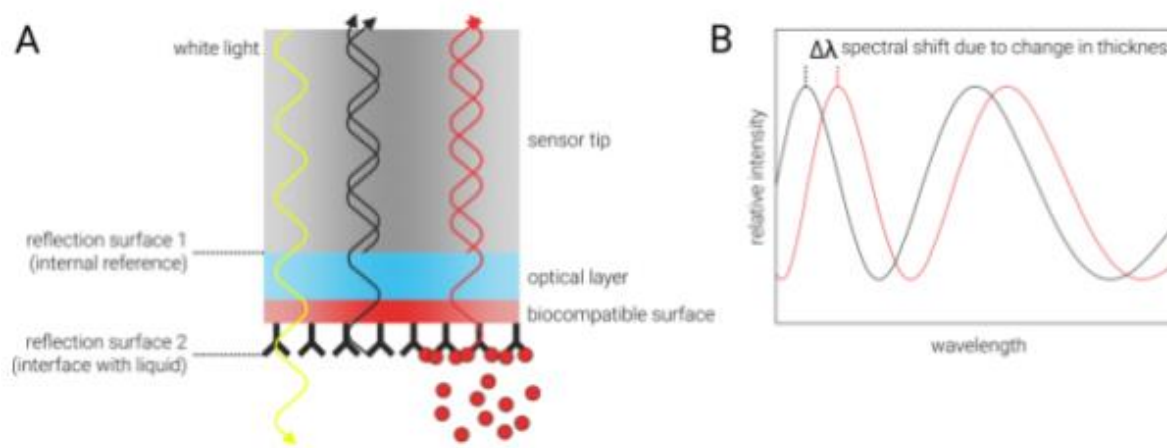 A
white light
sensor tip
reflection surface 1
(internal reference)
optical layer
biocompatible surface
reflection surface 2
(interface with liquid)
B
Δλ spectral shift due to change in thicknes
relative intensity
wavelength